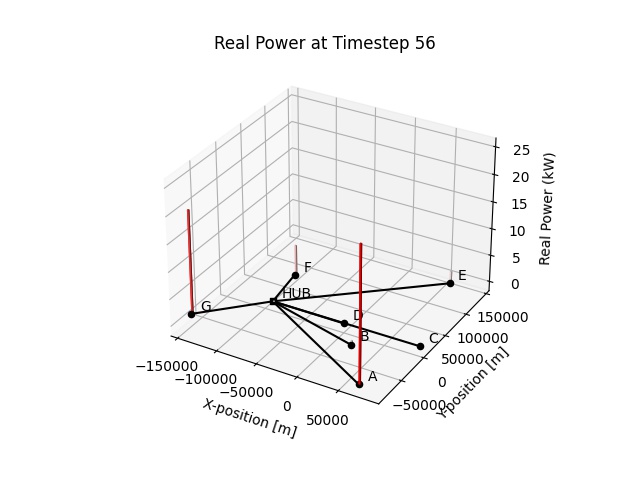 Real Power at Timestep 56
25
20
15
10
5
0
Real Power (kW)
F
E
HUB
G
D
B
C
A
150000
100000
50000
0
−50000
Y-position [m]
−150000
−100000
−50000
0
50000
X-position [m]